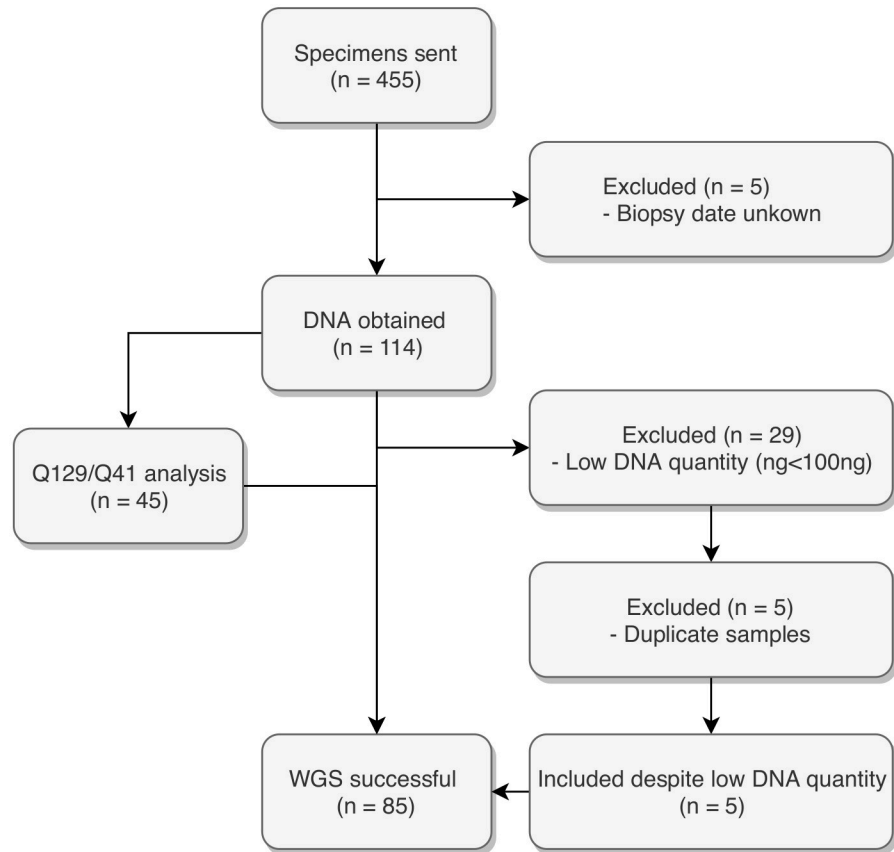 Specimens sent
(n = 455)
Excluded (n = 5)
- Biopsy date unkown
DNA obtained
(n = 114)
Q129/Q41 analysis
(n = 45)
Excluded (n = 29)
- Low DNA quantity (ng<100ng)
Excluded (n = 5)
- Duplicate samples
WGS successful
(n = 85)
Included despite low DNA quantity
(n = 5)